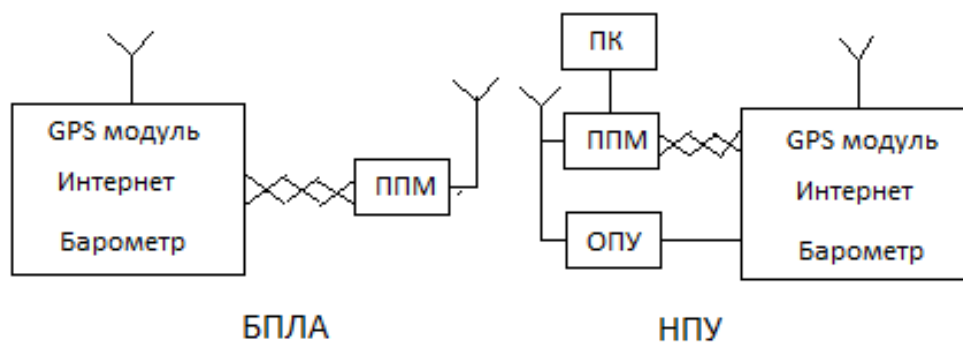 GPS модуль
Интернет
Барометр
ППМ
БПЛА
ПК
ППМ
ОПУ
GPS модуль
Интернет
Барометр
НПУ